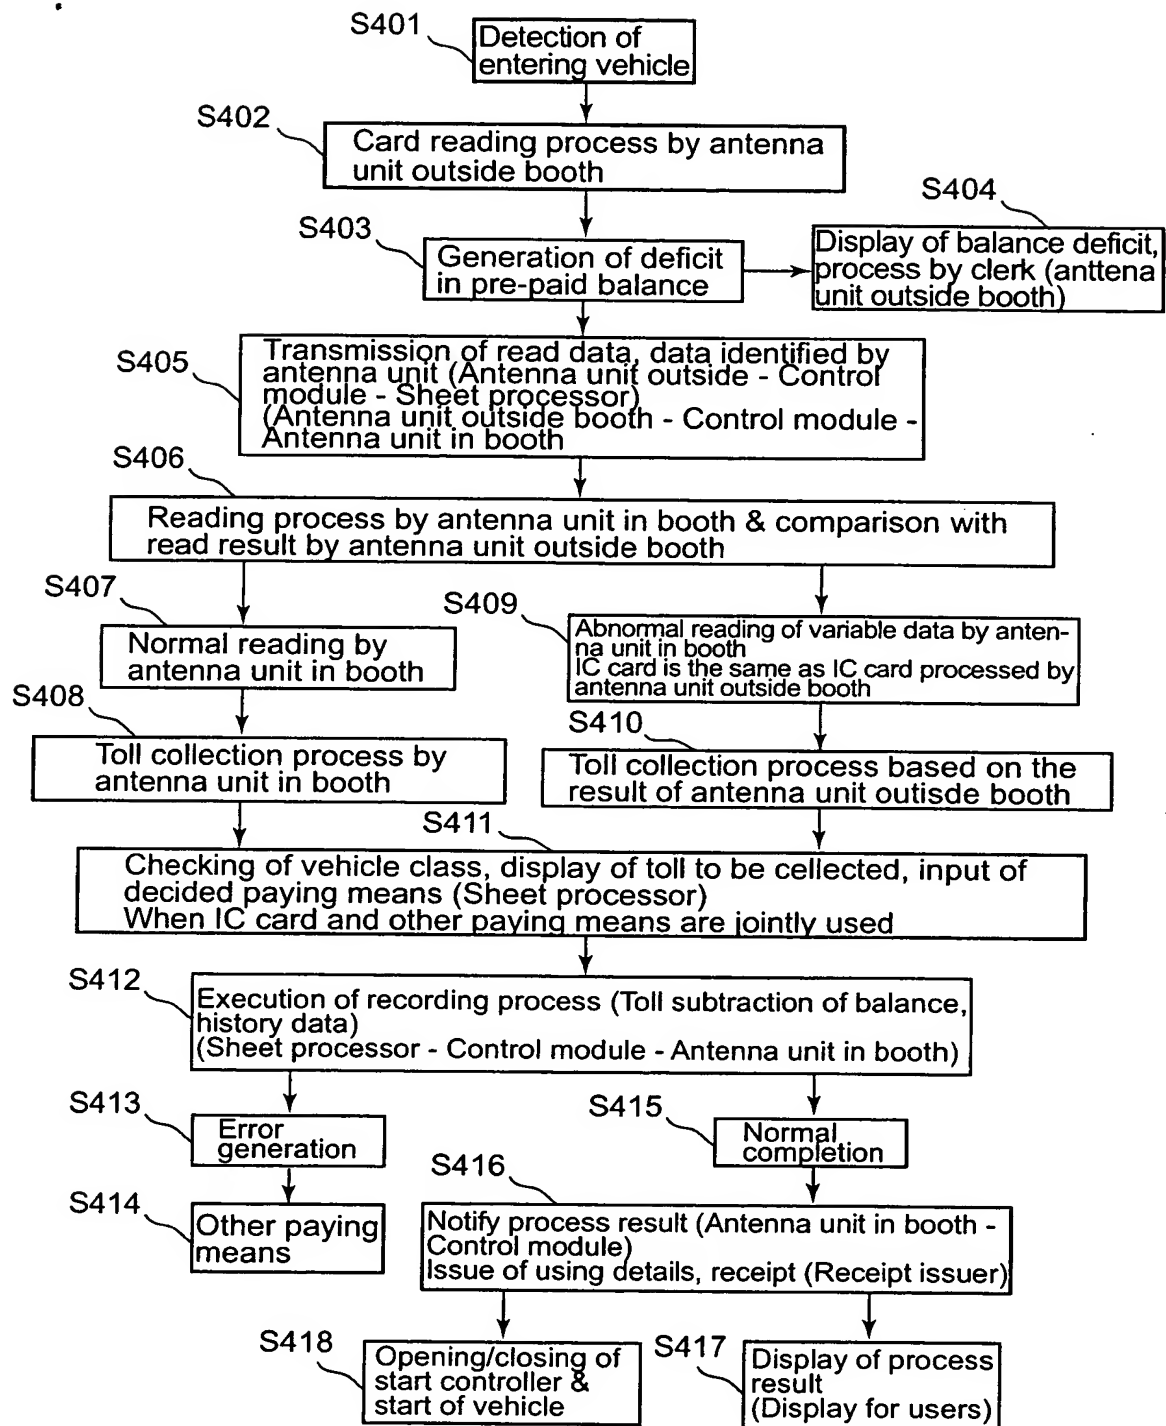 S401
Detection of
entering vehicle
S402
Card reading process by antenna
unit outside booth
S403
Generation of deficit
in pre-paid balance
S404
Display of balance deficit,
process by clerk (anttena
unit outside booth)
S405
Transmission of read data, data identified by
antenna unit (Antenna unit outside - Control
module - Sheet processor)
(Antenna unit outside booth - Control module -
Antenna unit in booth
S406
Reading process by antenna unit in booth & comparison with
read result by antenna unit outside booth
S407
Normal reading by
antenna unit in booth
S409
Abnormal reading of variable data by anten-
na unit in booth
IC card is the same as IC card processed by
antenna unit outside booth
S408
Toll collection process by
antenna unit in booth
S410
Toll collection process based on the
result of antenna unit outisde booth
S411
Checking of vehicle class, display of toll to be cellected, input of
decided paying means (Sheet processor)
When IC card and other paying means are jointly used
S412
Execution of recording process (Toll subtraction of balance,
history data)
(Sheet processor - Control module - Antenna unit in booth)
S413
Error
generation
S415
Normal
completion
S414
Other paying
means
S416
Notify process result (Antenna unit in booth -
Control module)
Issue of using details, receipt (Receipt issuer)
S418
Opening/closing of
start controller &
start of vehicle
S417
Display of process
result
(Display for users)